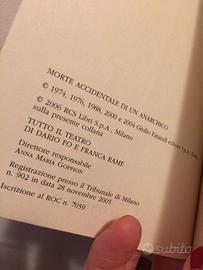 MORTE ACCIDENTALE DI UN ANARCHICO
© 1974, 1976, 1988, 2000 e 2004 Giulio Einaudi editore s.p.a., Torino
© 2006 RCS Libri S.p.A., Milano
sulla presente collana
TUTTO IL TEATRO
DI DARIO FO E FRANCA RAME
Direttore responsabile
ANNA MARIA GOPPION
Registrazione presso il Tribunale di Milano
n. 902 in data 28 novembre 2005
Iscrizione al ROC n. 7059
subito